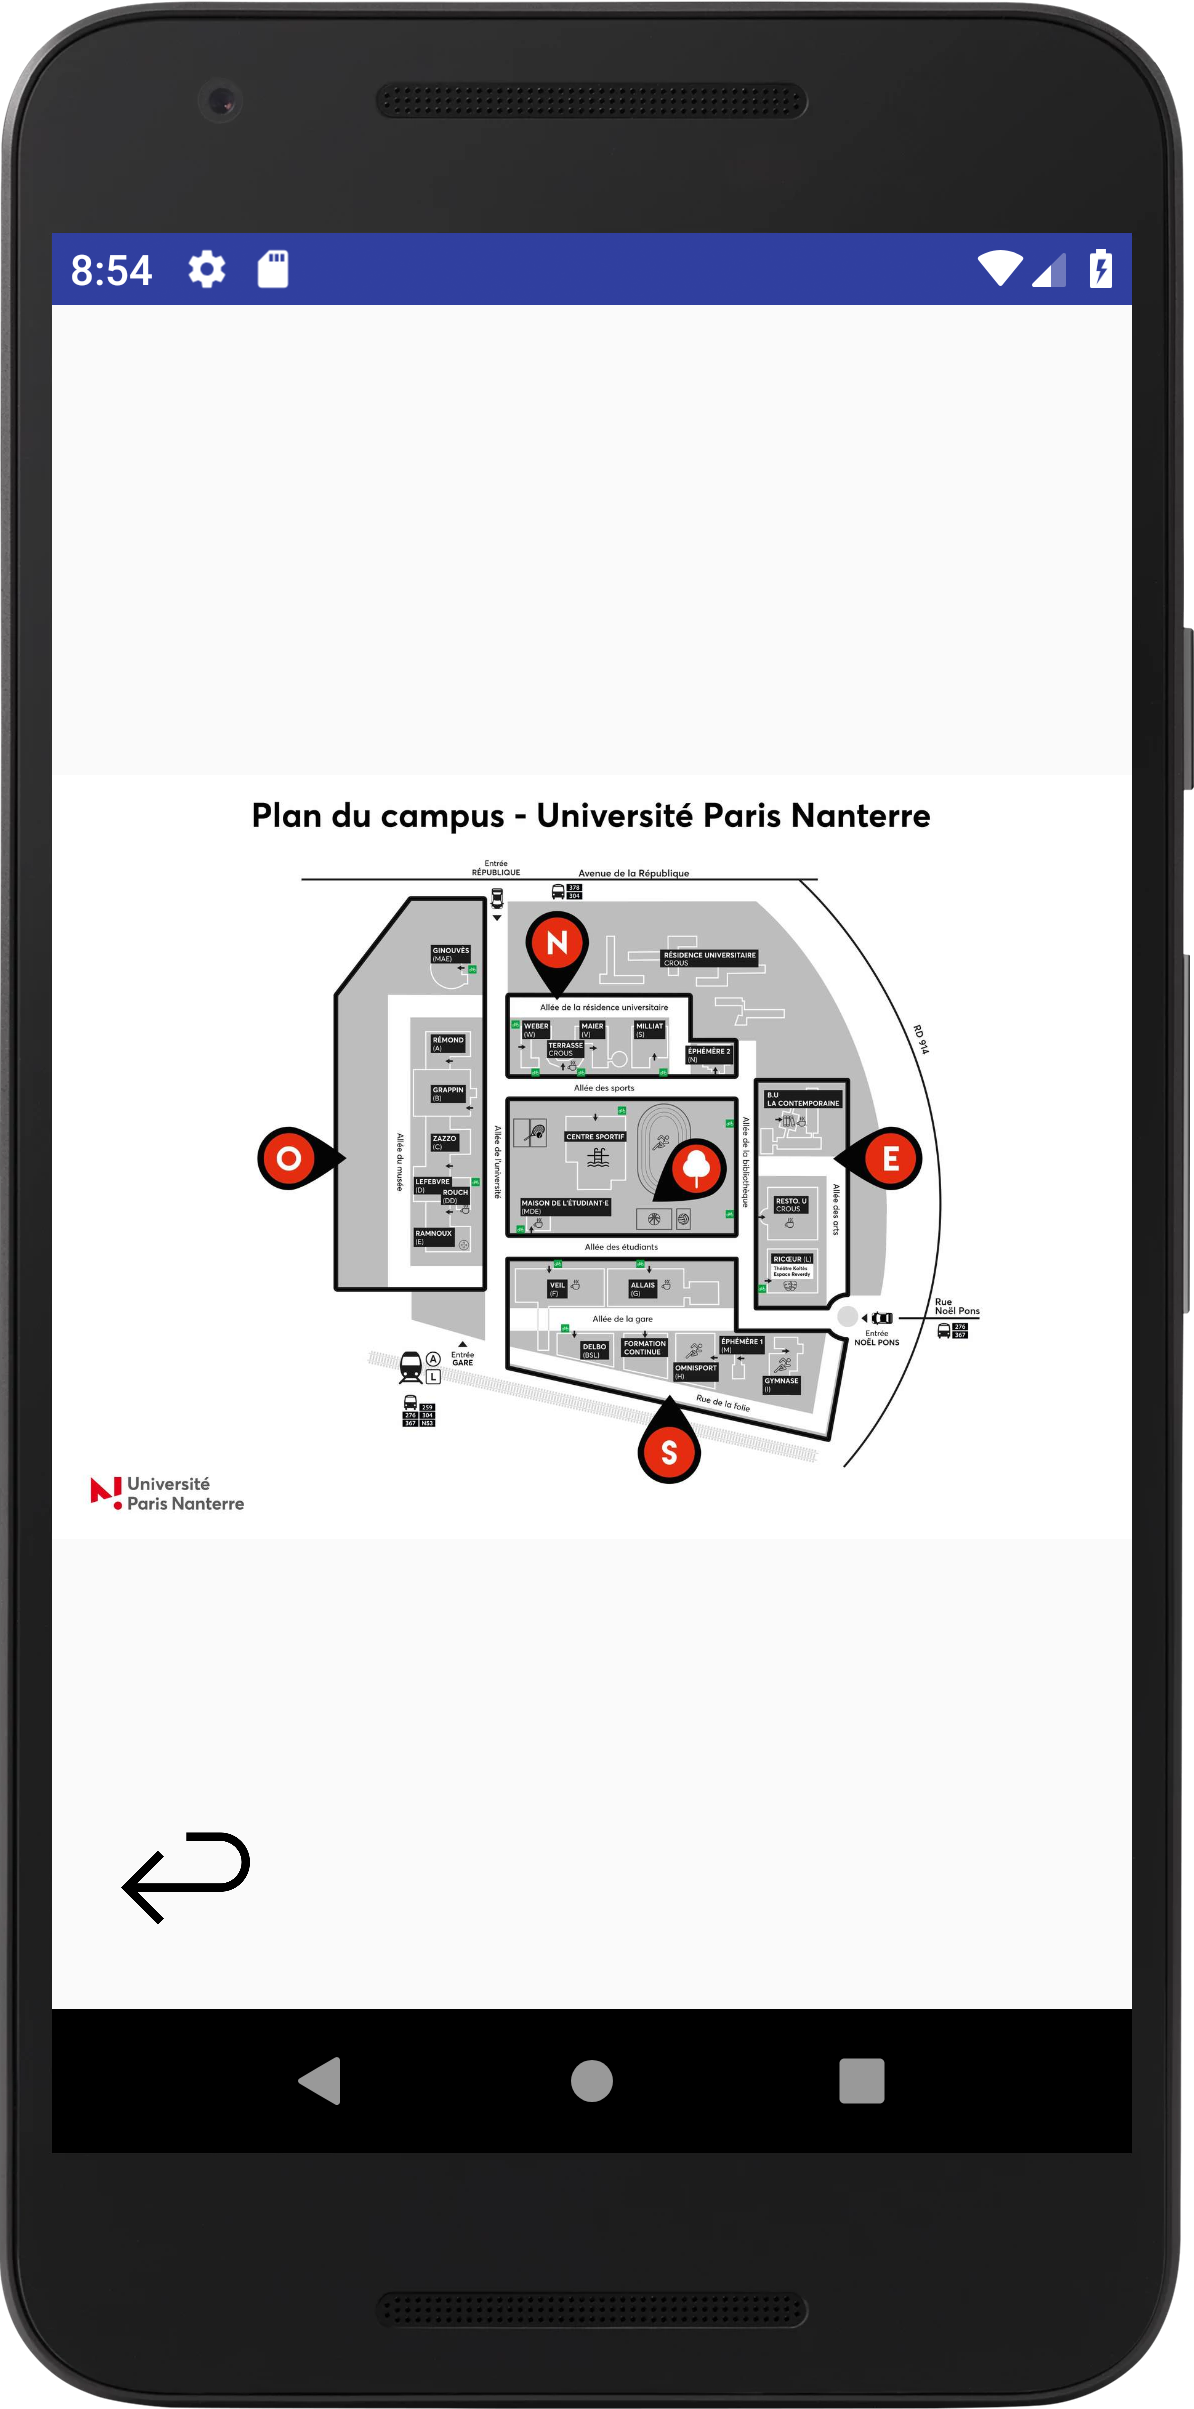 8:54
Plan du campus - Université Paris Nanterre
Entrée
RÉPUBLIQUE
Avenue de la République
378
304
N
GINOUVÈS
(MAE)
RÉSIDENCE UNIVERSITAIRE
CROUS
Allée de la résidence universitaire
WEBER
(W)
MAIER
(V)
MILLIAT
(S)
TERRASSE
CROUS
ÉPHÉMÈRE 2
(N)
RD 914
RÉMOND
(A)
Allée des sports
GRAPPIN
(B)
B.U
LA CONTEMPORAINE
ZAZZO
(C)
CENTRE SPORTIF
Allée du musée
Allée de l'université
Allée de la bibliothèque
O
E
LEFEBVRE
(D)
ROUCH
(DD)
MAISON DE L'ÉTUDIANT·E
(MDE)
RESTO. U
CROUS
Allée des arts
RAMNOUX
(E)
Allée des étudiants
RICŒUR (L)
Théâtre Koltès
Espace Reverdy
VEIL
(F)
ALLAIS
(G)
Allée de la gare
Rue
Noël Pons
276
367
Entrée
NOËL PONS
DELBO
(BSL)
FORMATION
CONTINUE
ÉPHÉMÈRE 1
(M)
OMNISPORT
(H)
GYMNASE
(I)
Entrée
GARE
A
L
259
276 304
367 N53
Rue de la folie
S
Université
Paris Nanterre